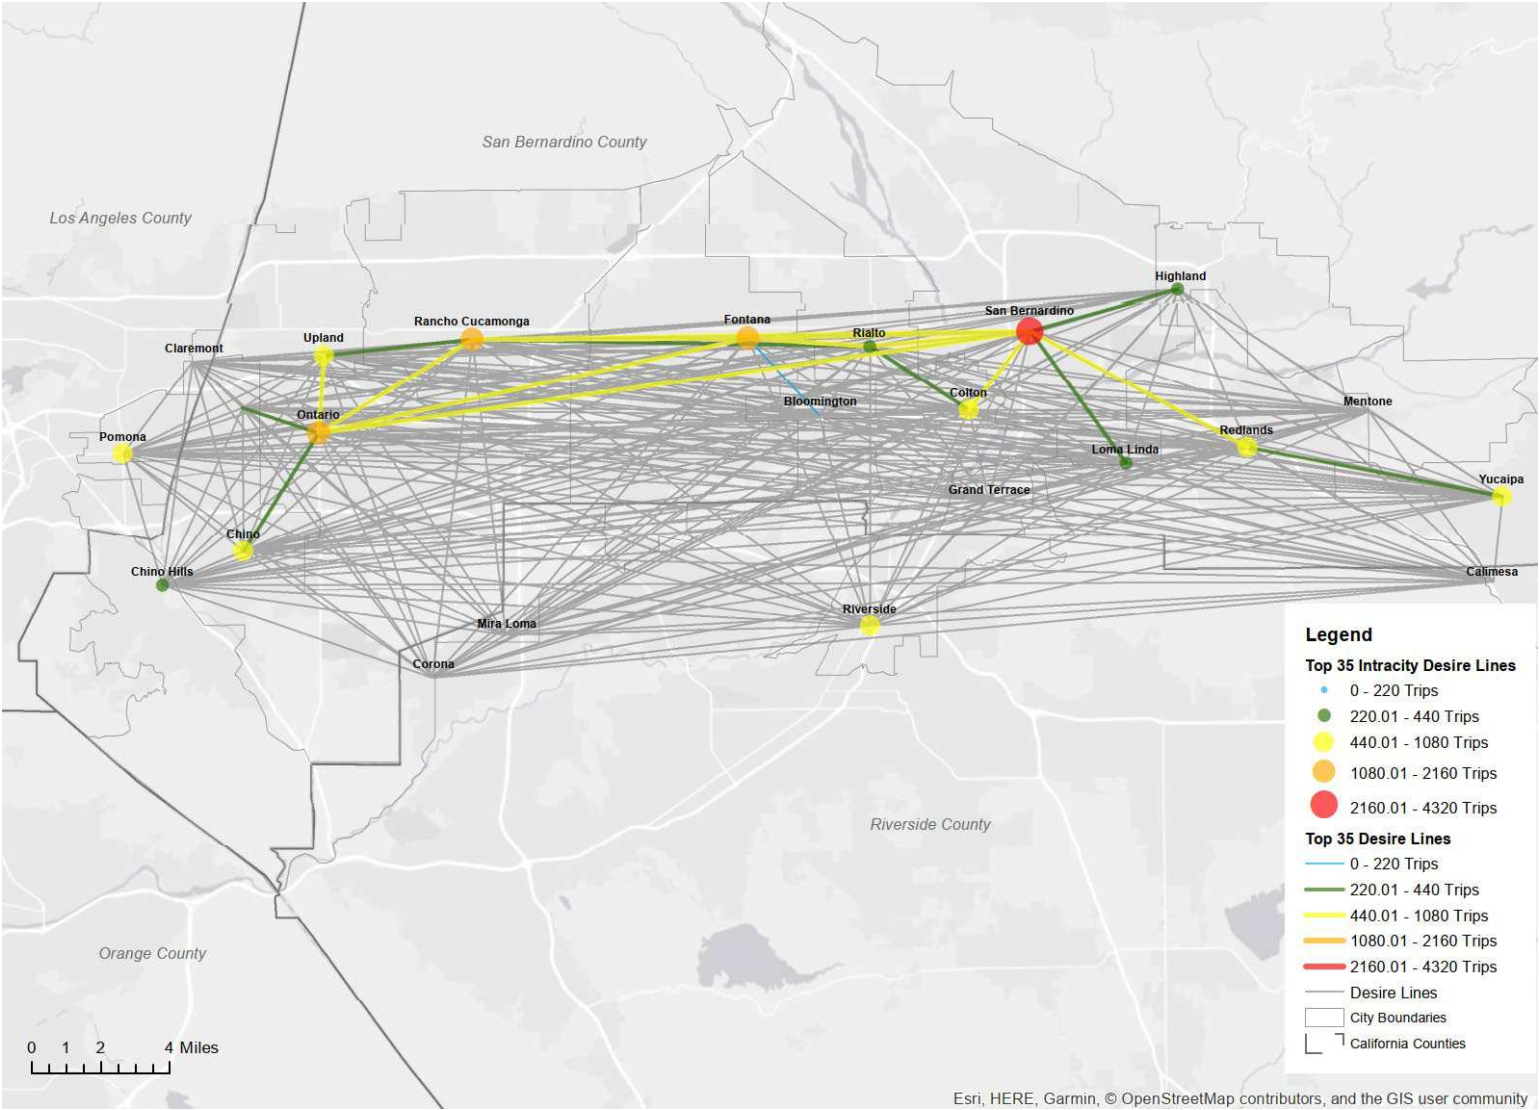 San Bernardino County
Los Angeles County
Highland
San Bernardino
Rancho Cucamonga
Fontana
Rialto
Upland
Claremont
Colton
Bloomington
Mentone
Ontario
Pomona
Redlands
Loma Linda
Yucaipa
Grand Terrace
Chino
Chino Hills
Calimesa
Riverside
Mira Loma
Corona
Riverside County
Orange County
Legend
Top 35 Intracity Desire Lines
0 - 220 Trips
220.01 - 440 Trips
440.01 - 1080 Trips
1080.01 - 2160 Trips
2160.01 - 4320 Trips
Top 35 Desire Lines
0 - 220 Trips
220.01 - 440 Trips
440.01 - 1080 Trips
1080.01 - 2160 Trips
2160.01 - 4320 Trips
Desire Lines
City Boundaries
California Counties
0 1 2 4 Miles
Esri, HERE, Garmin, © OpenStreetMap contributors, and the GIS user community